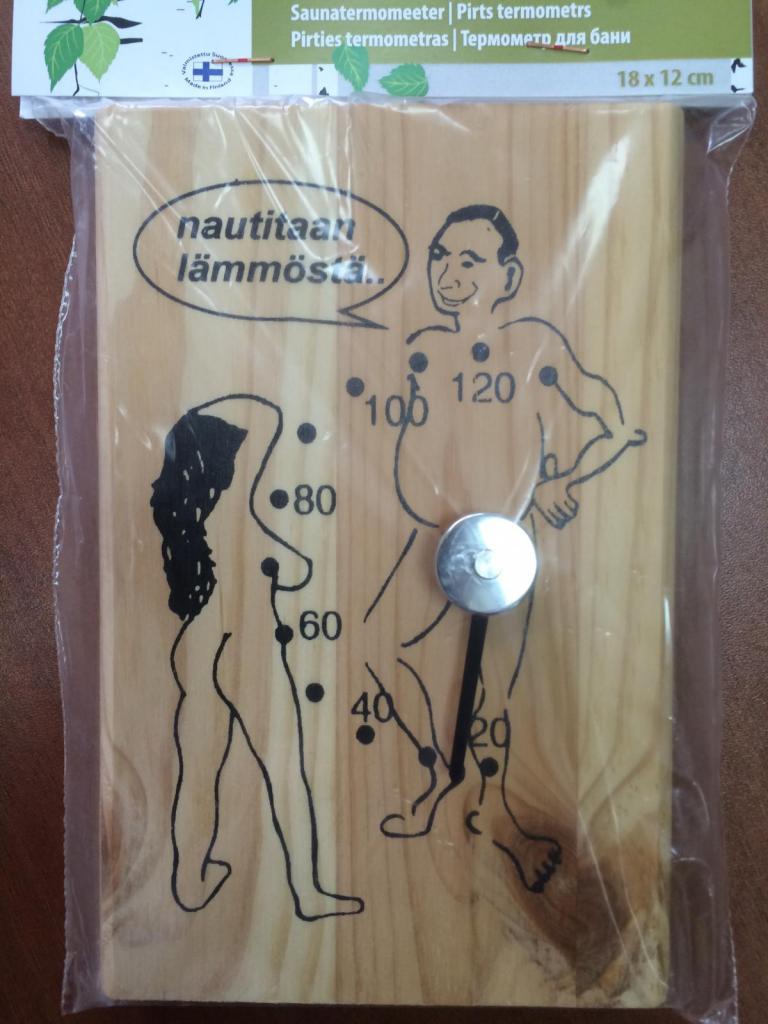 Saunatermomeeter | Pirts termometrs
Pirties termometras | Термометр для бани
18 x 12 cm
nautitaan
lämmöstä..
120
100
80
60
40
20